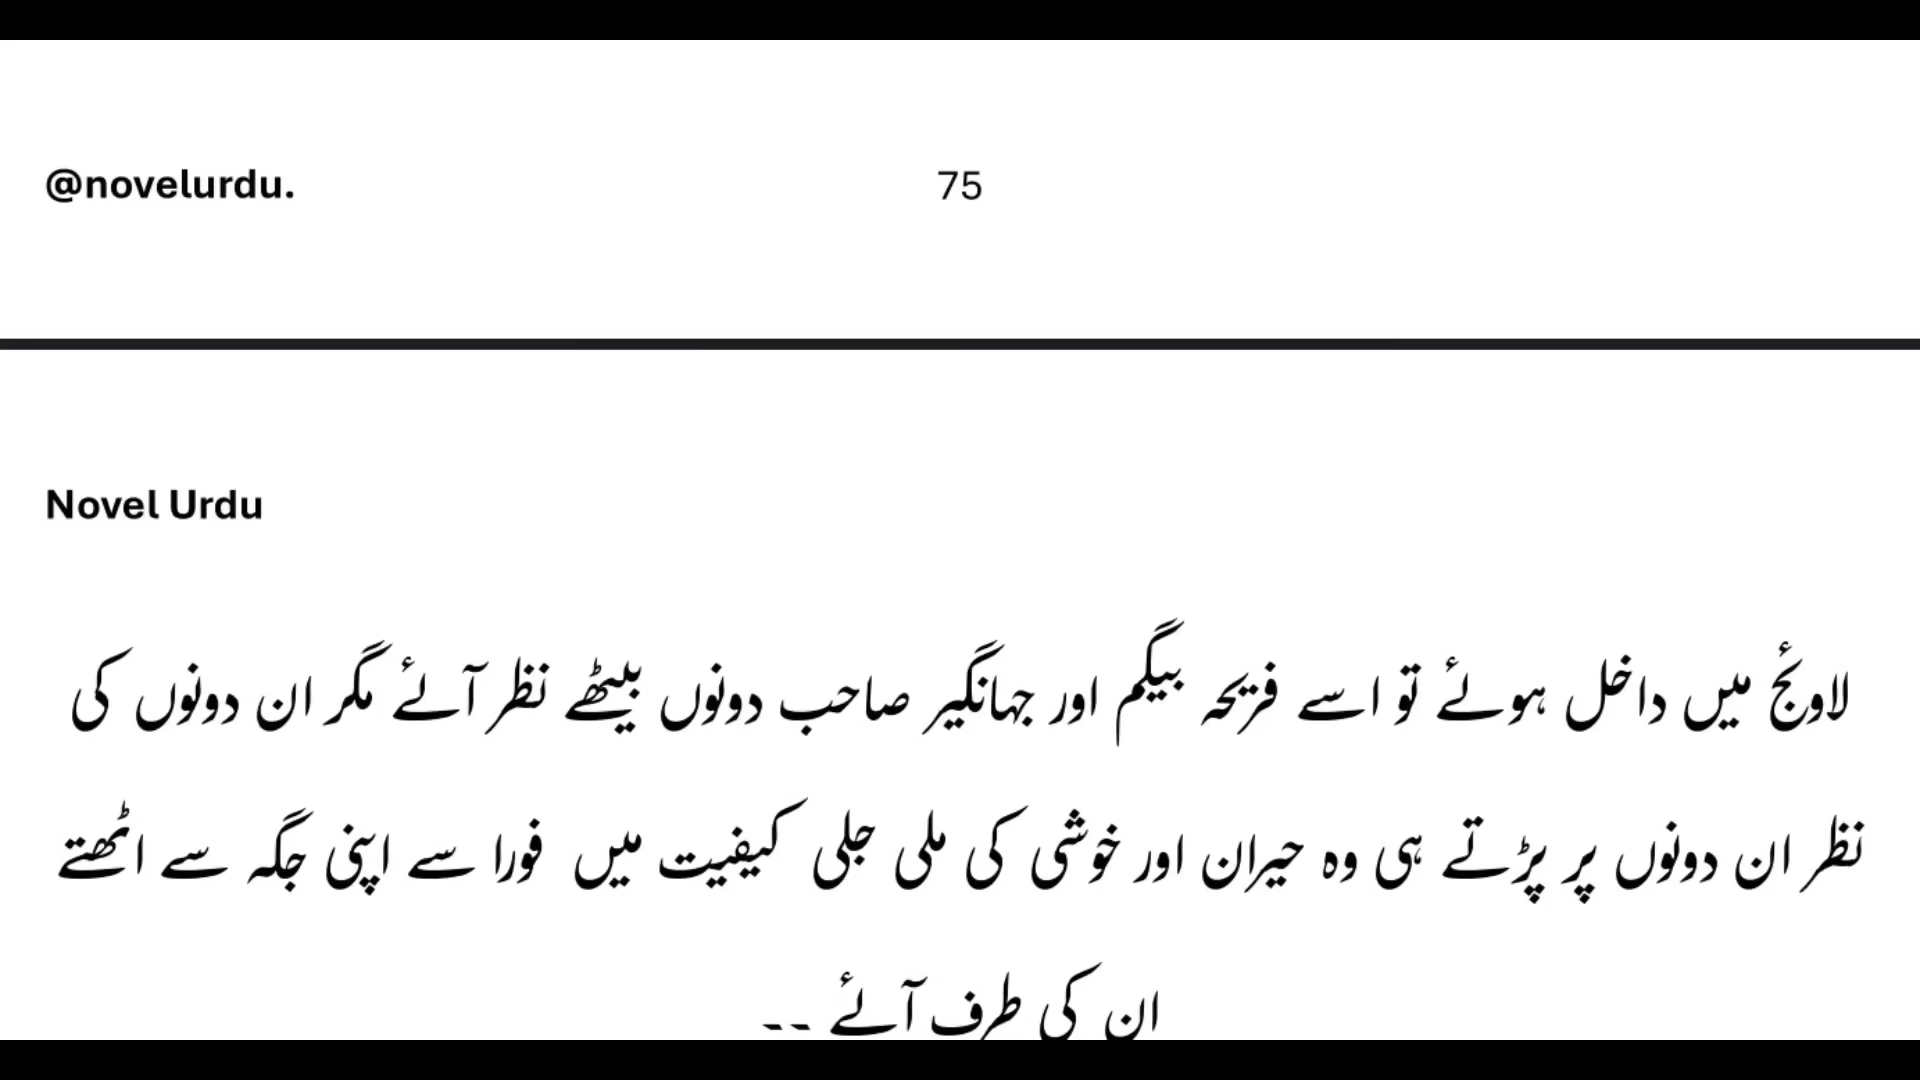 @novelurdu.
75
Novel Urdu
لاوئج میں داخل ہوئے تو اسے فریحہ بیگم اور جہانگیر صاحب دونوں بیٹھے نظر آئے مگر ان دونوں کی
نظر ان دونوں پر پڑتے ہی وہ حیران اور خوشی کی ملی جلی کیفیت میں فورا سے اپنی جگہ سے اٹھتے
ان کی طرف آئے --